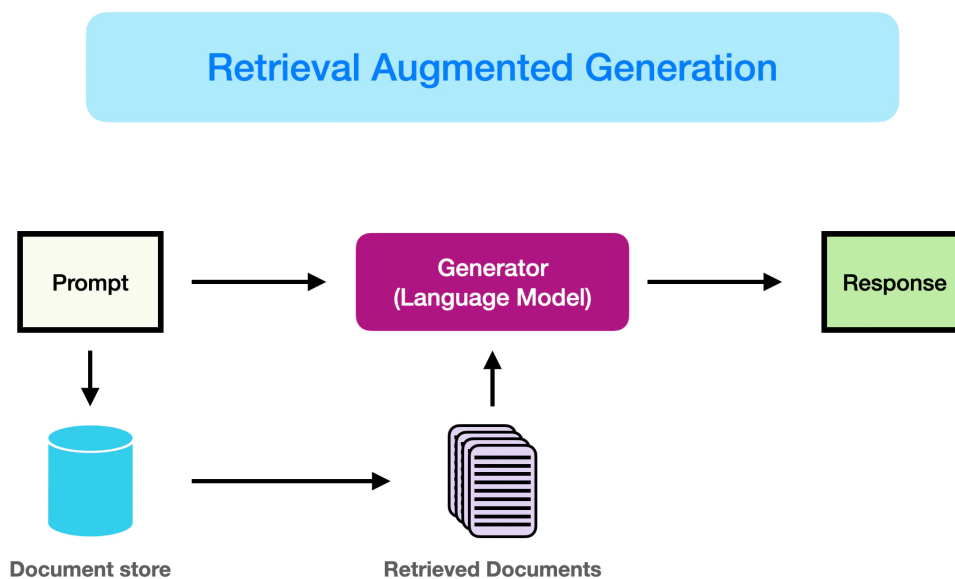 Retrieval Augmented Generation
Prompt
Generator
(Language Model)
Response
Document store
Retrieved Documents